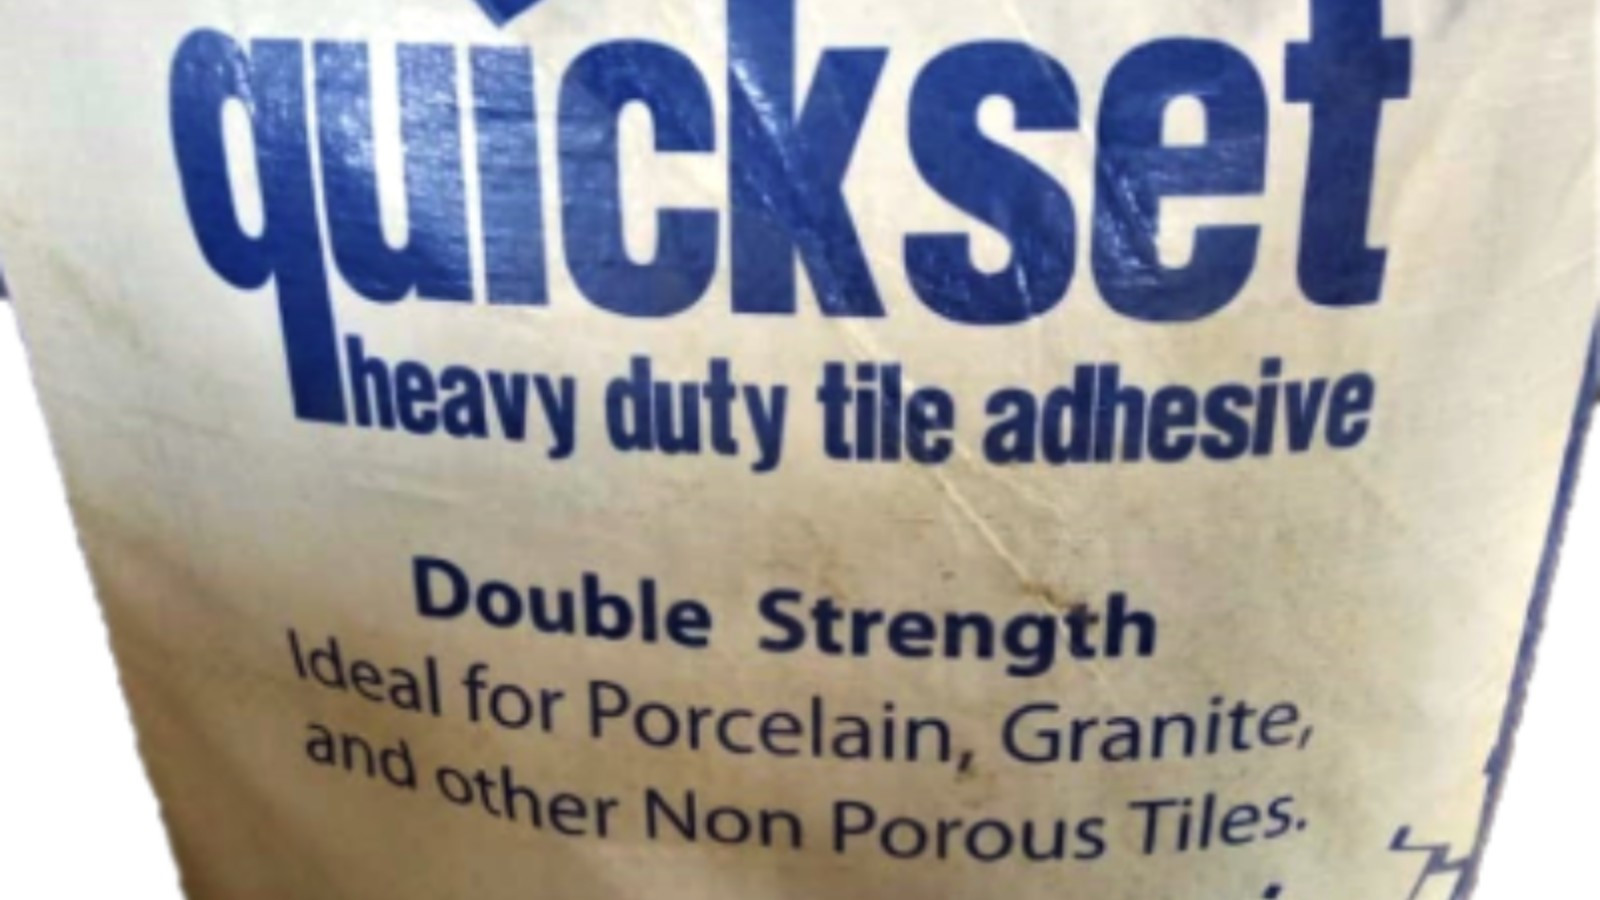 quickset
heavy duty tile adhesive
Double Strength
Ideal for Porcelain, Granite,
and other Non Porous Tiles.